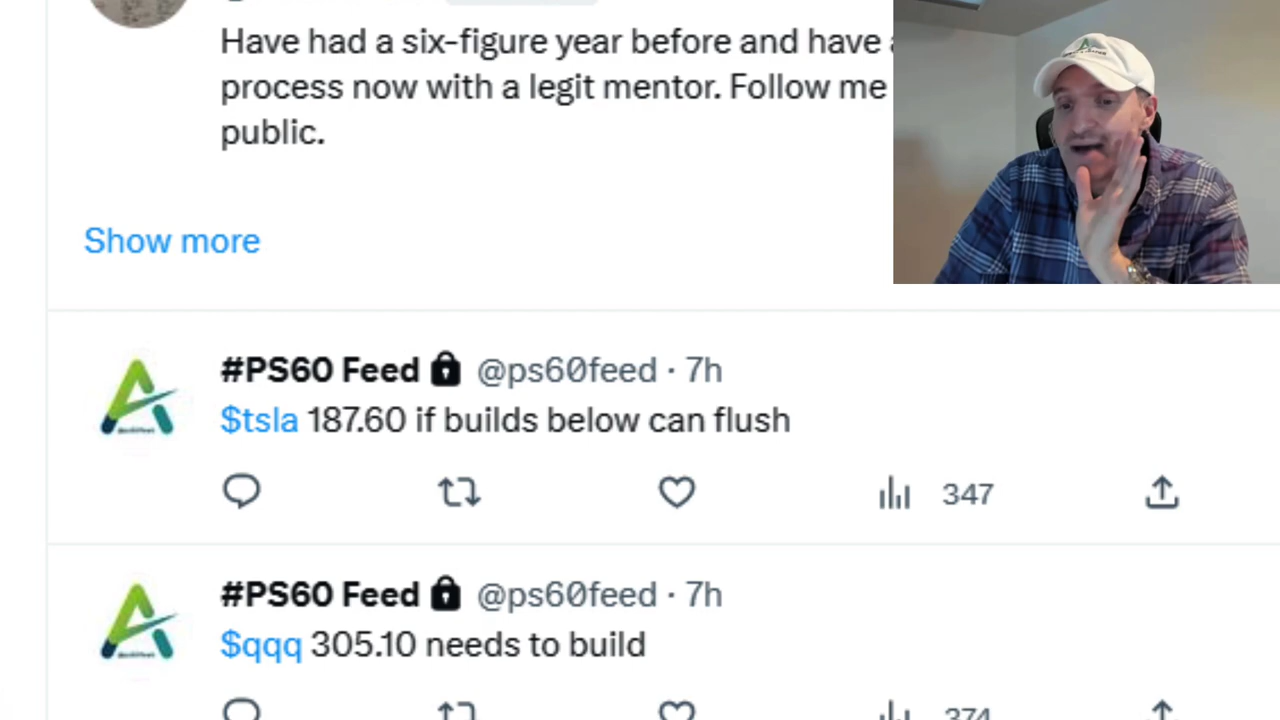 Have had a six-figure year before and have
process now with a legit mentor. Follow me
public.
Show more
#PS60 Feed @ps60feed · 7h
$tsla 187.60 if builds below can flush
347
#PS60 Feed @ps60feed · 7h
$qqq 305.10 needs to build
374